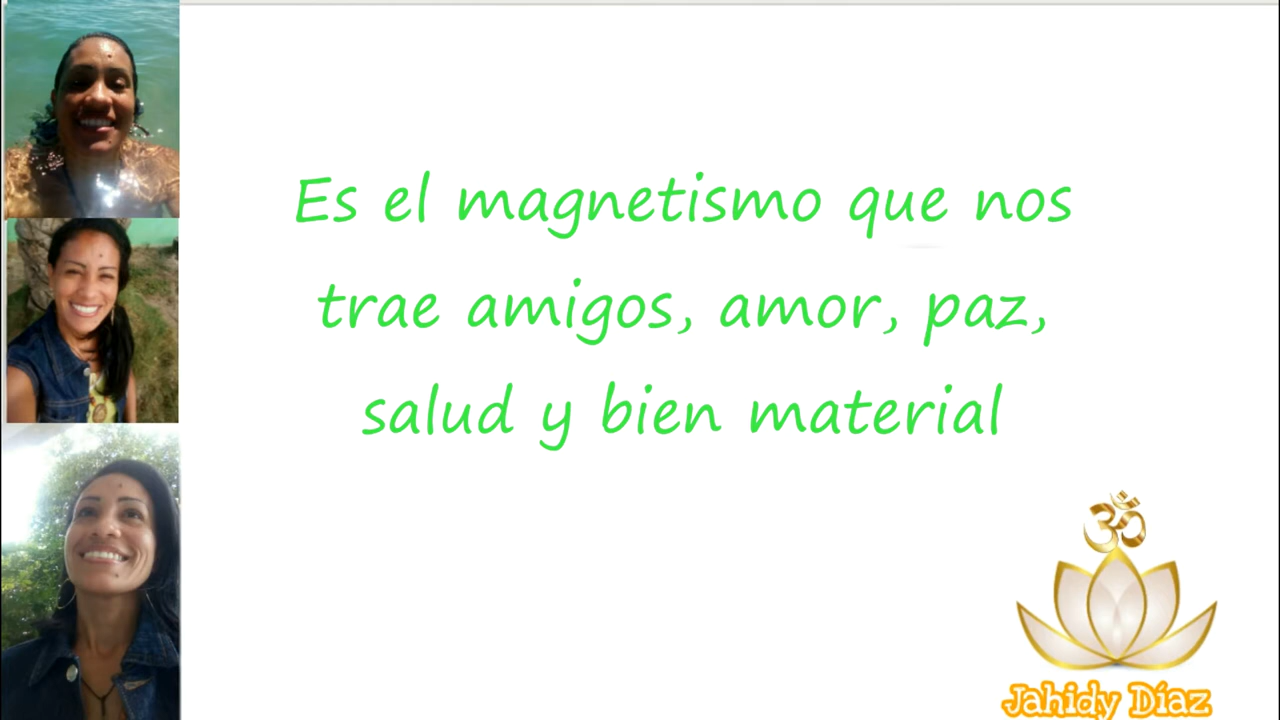 Es el magnetismo que nos
trae amigos, amor, paz,
salud y bien material
ॐ
Jahidy Díaz